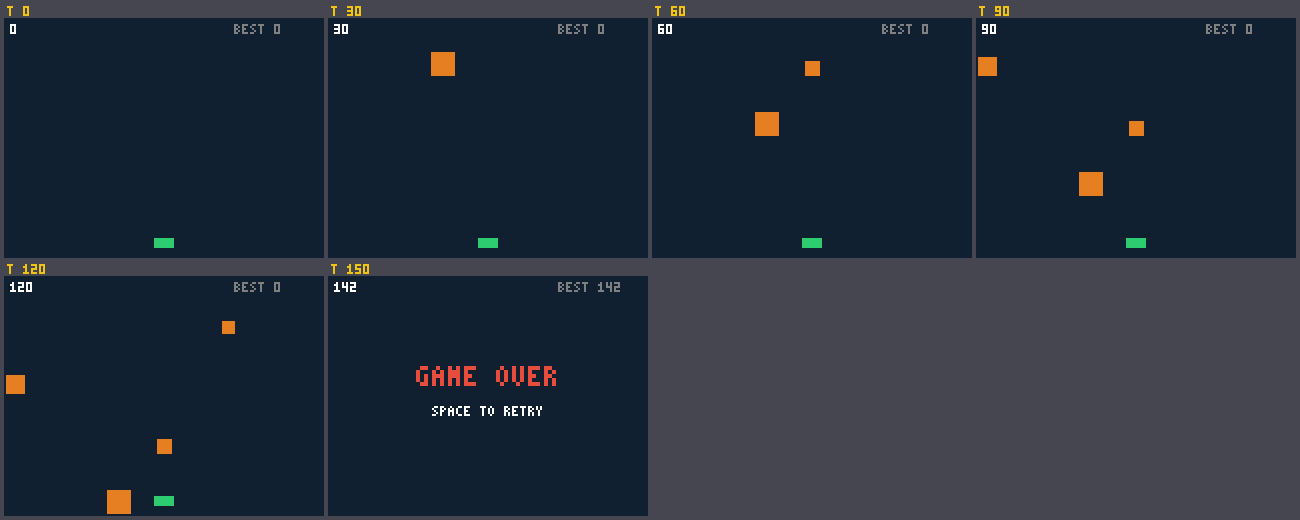 T 0
0 BEST 0
T 30
30 BEST 0
T 60
60 BEST 0
T 90
90 BEST 0
T 120
120 BEST 0
T 150
142 BEST 142
GAME OVER
SPACE TO RETRY